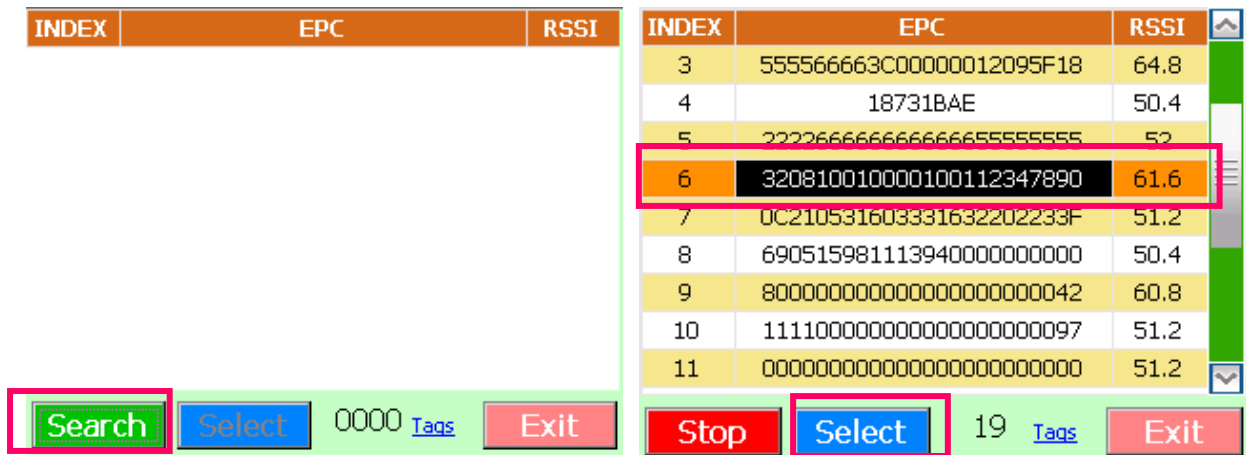 INDEX EPC RSSI
Search Select 0000 Tags Exit
INDEX EPC RSSI
3 555566663C00000012095F18 64.8
4 18731BAE 50.4
5 222266666666666655555555 52
6 320810010000100112347890 61.6
7 0C210531603331632202233F 51.2
8 690515981113940000000000 50.4
9 800000000000000000000042 60.8
10 111100000000000000000097 51.2
11 000000000000000000000000 51.2
Stop Select 19 Tags Exit